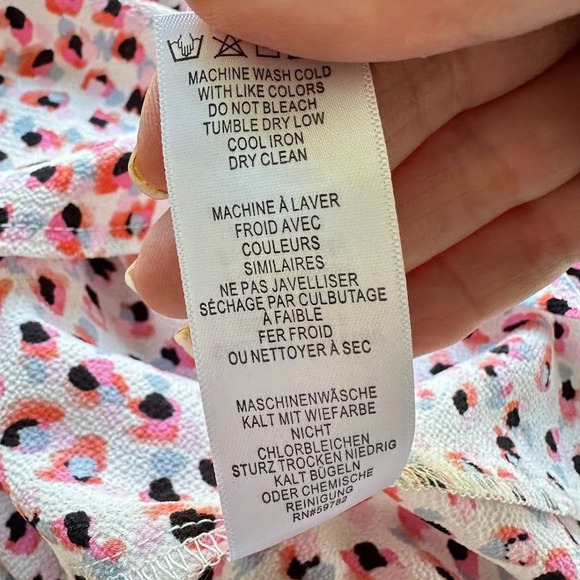 MACHINE WASH COLD
WITH LIKE COLORS
DO NOT BLEACH
TUMBLE DRY LOW
COOL IRON
DRY CLEAN
MACHINE À LAVER
FROID AVEC
COULEURS
SIMILAIRES
NE PAS JAVELLISER
SÉCHAGE PAR CULBUTAGE
À FAIBLE
FER FROID
OU NETTOYER À SEC
MASCHINENWÄSCHE
KALT MIT WIEFARBE
NICHT
CHLORBLEICHEN
STURZ TROCKEN NIEDRIG
KALT BÜGELN
ODER CHEMISCHE
REINIGUNG
RN#59782